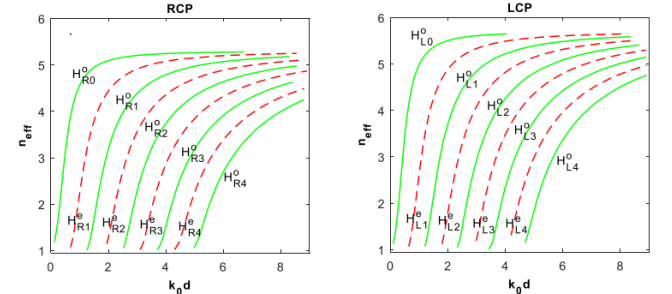 RCP
6
5
4
3
2
1
n_eff
0 2 4 6 8
k_0d
H^o_R0
H^o_R1
H^o_R2
H^o_R3
H^o_R4
H^e_R1
H^e_R2
H^e_R3
H^e_R4
LCP
6
5
4
3
2
1
n_eff
0 2 4 6 8
k_0d
H^o_L0
H^o_L1
H^o_L2
H^o_L3
H^o_L4
H^e_L1
H^e_L2
H^e_L3
H^e_L4